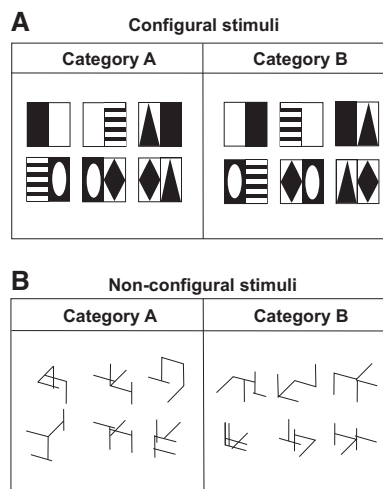 A
Configural stimuli
Category A
Category B
B
Non-configural stimuli
Category A
Category B